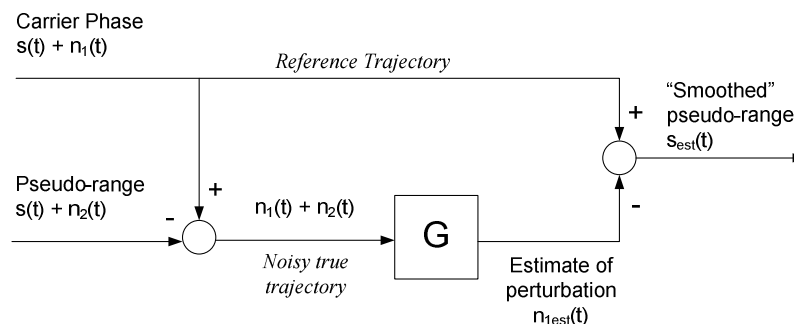 Carrier Phase
s(t) + n₁(t)
Reference Trajectory
“Smoothed”
pseudo-range
sest(t)
+
Pseudo-range
s(t) + n₂(t)
-
+
n₁(t) + n₂(t)
G
-
Noisy true
trajectory
Estimate of
perturbation
n1est(t)